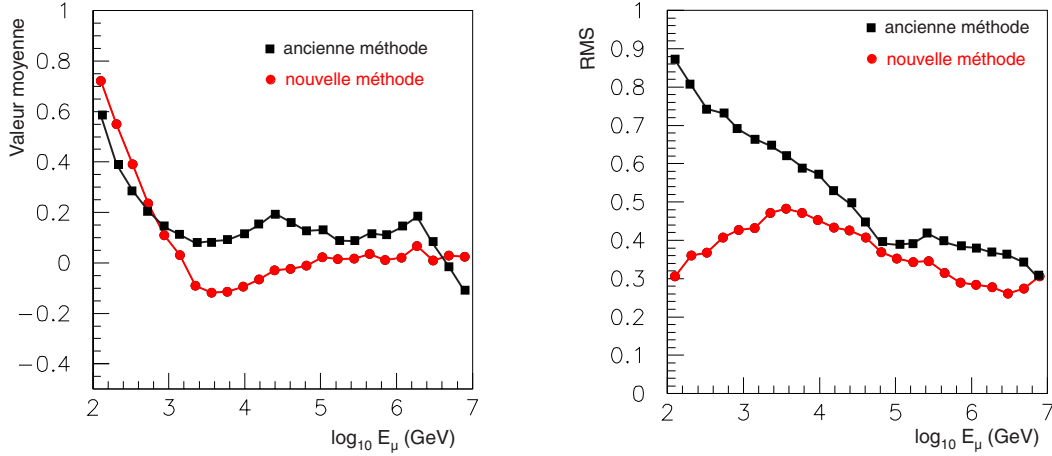 Valeur moyenne
1
0.8
0.6
0.4
0.2
0
−0.2
−0.4
ancienne méthode
nouvelle méthode
2 3 4 5 6 7
log10 Eμ (GeV)
RMS
1
0.9
0.8
0.7
0.6
0.5
0.4
0.3
0.2
0.1
0
ancienne méthode
nouvelle méthode
2 3 4 5 6 7
log10 Eμ (GeV)